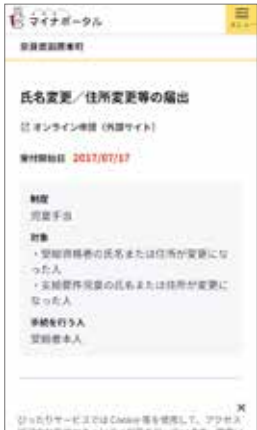 マイナポータル
メニュー
氏名変更／住所変更等の届出
オンライン申請（外部サイト）
受付開始日 2017/07/17
制度
児童手当
対象
・受給資格者の氏名または住所が変更にな
った人
・支給要件児童の氏名または住所が変更に
なった人
手続を行う人
受給者本人
×
ぴったりサービスではCookie等を使用して、アクセス